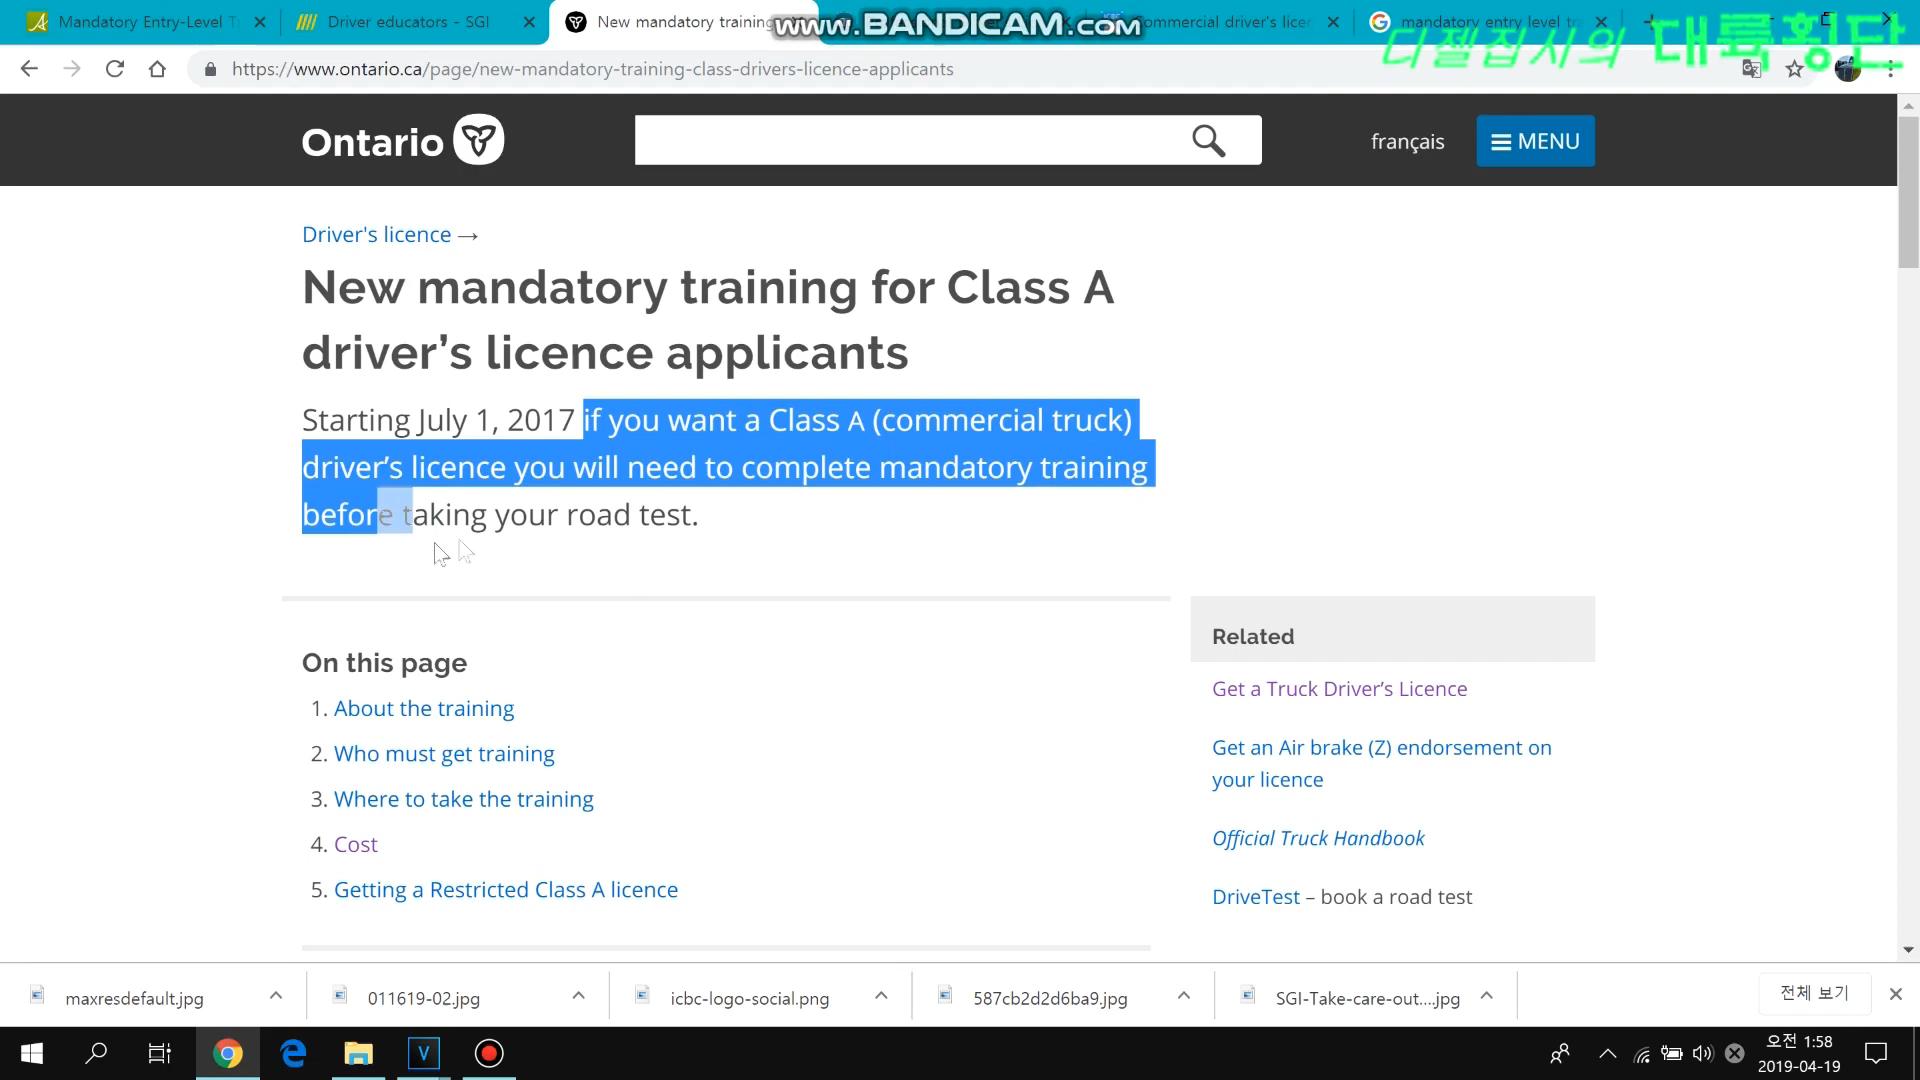 Mandatory Entry-Level T
Driver educators - SGI
New mandatory training
www.BANDICAM.com
Commercial driver's licen
mandatory entry level tra
디젤집시의 대륙횡단
https://www.ontario.ca/page/new-mandatory-training-class-drivers-licence-applicants
Ontario
français
MENU
Driver's licence →
New mandatory training for Class A
driver’s licence applicants
Starting July 1, 2017 if you want a Class A (commercial truck)
driver’s licence you will need to complete mandatory training
before taking your road test.
On this page
1. About the training
2. Who must get training
3. Where to take the training
4. Cost
5. Getting a Restricted Class A licence
Related
Get a Truck Driver’s Licence
Get an Air brake (Z) endorsement on
your licence
Official Truck Handbook
DriveTest – book a road test
maxresdefault.jpg
011619-02.jpg
icbc-logo-social.png
587cb2d2d6ba9.jpg
SGI-Take-care-out....jpg
전체 보기
오전 1:58
2019-04-19